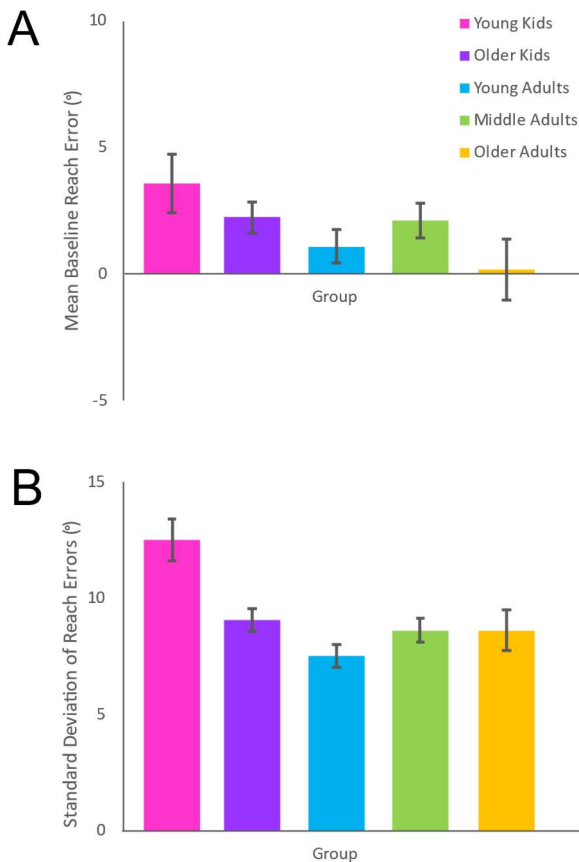 A
Mean Baseline Reach Error (°)
10
5
0
-5
Group
Young Kids
Older Kids
Young Adults
Middle Adults
Older Adults
B
Standard Deviation of Reach Errors (°)
15
10
5
0
Group